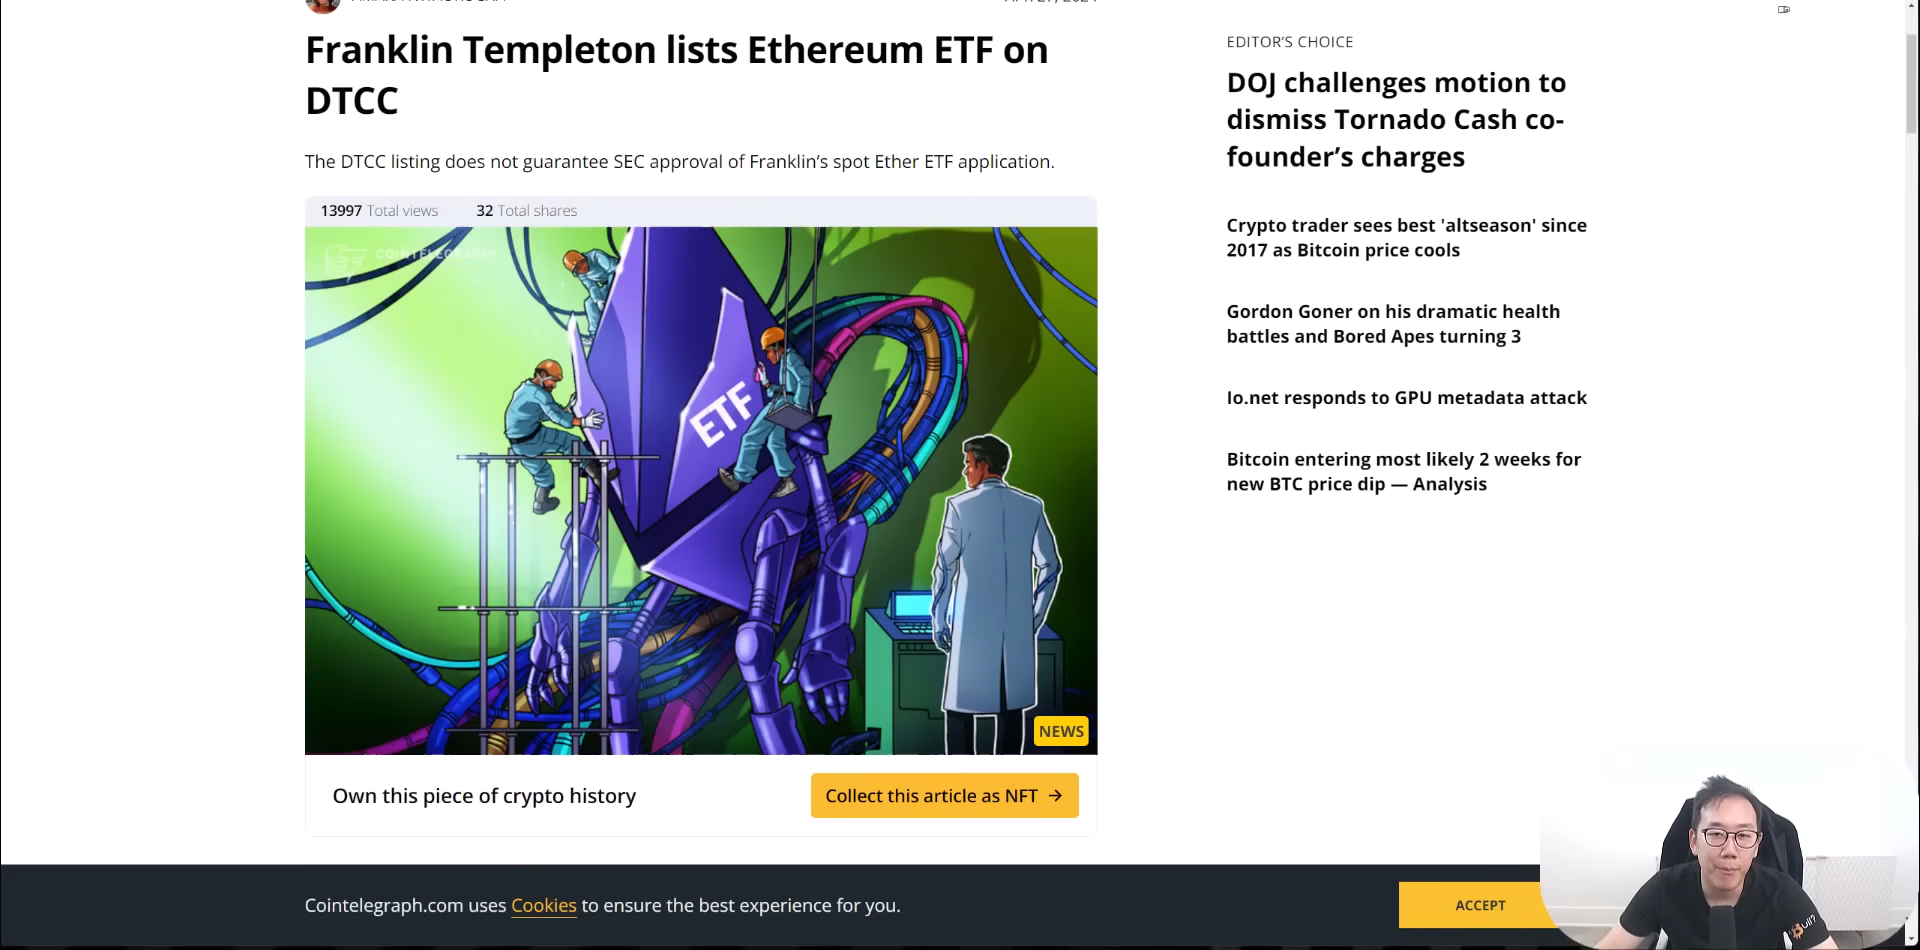 Franklin Templeton lists Ethereum ETF on
DTCC
The DTCC listing does not guarantee SEC approval of Franklin’s spot Ether ETF application.
13997 Total views 32 Total shares
COINTELEGRAPH
ETF
NEWS
Own this piece of crypto history
Collect this article as NFT →
EDITOR’S CHOICE
DOJ challenges motion to
dismiss Tornado Cash co-
founder’s charges
Crypto trader sees best 'altseason' since
2017 as Bitcoin price cools
Gordon Goner on his dramatic health
battles and Bored Apes turning 3
Io.net responds to GPU metadata attack
Bitcoin entering most likely 2 weeks for
new BTC price dip — Analysis
Cointelegraph.com uses Cookies to ensure the best experience for you.
ACCEPT